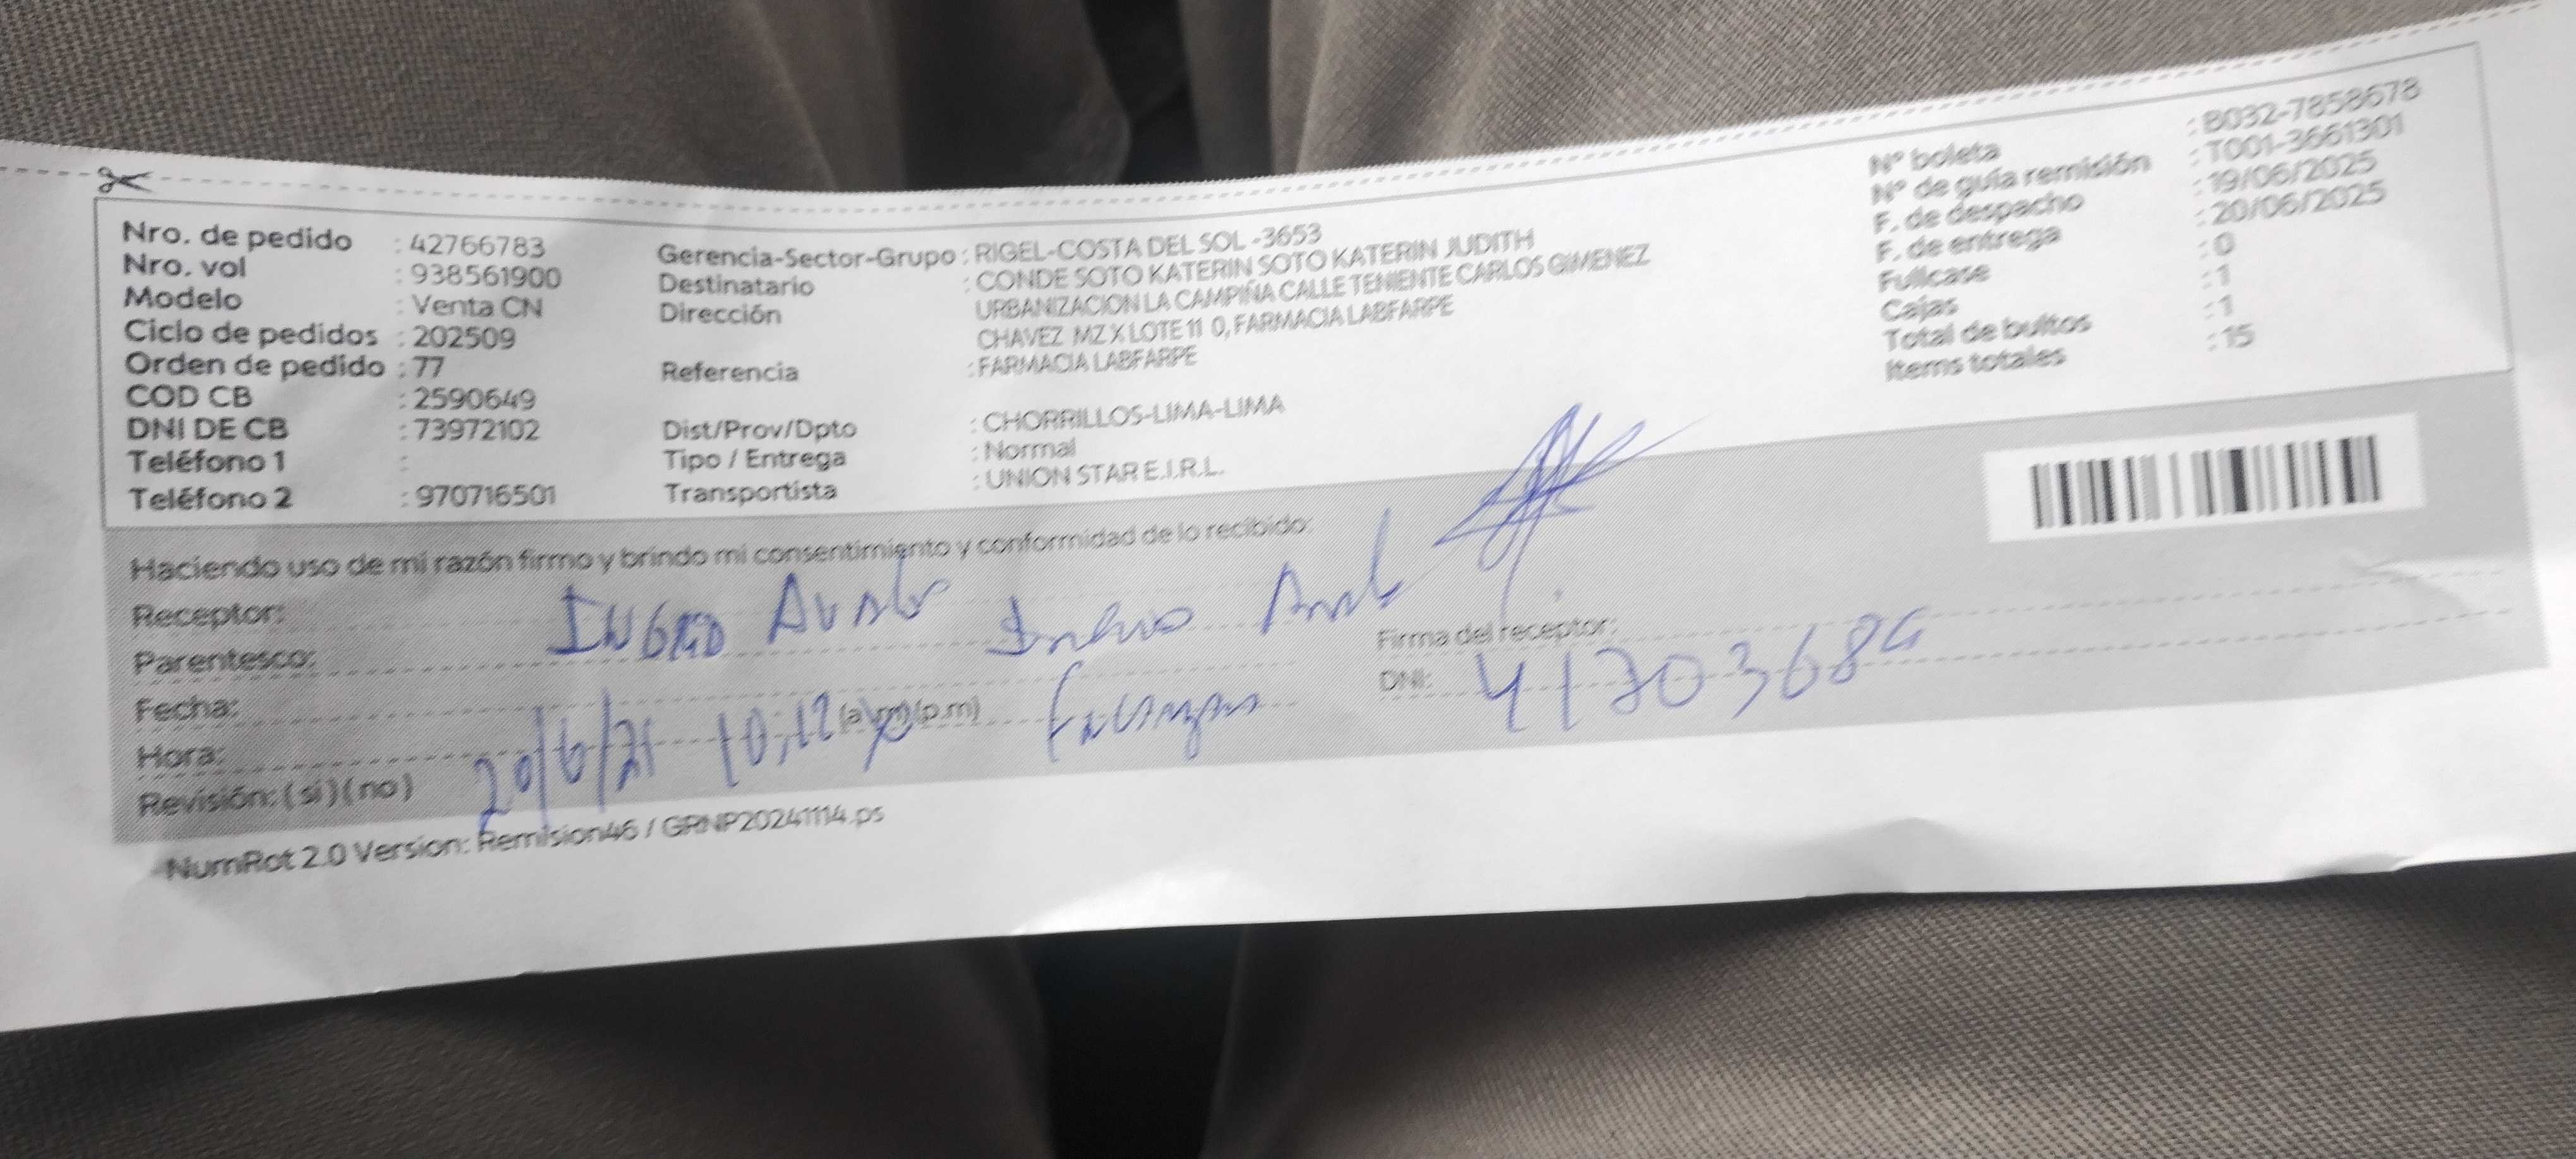 Nro. de pedido : 42766783
Nro. vol : 938561900
Modelo : Venta CN
Ciclo de pedidos : 202509
Orden de pedido : 77
COD CB : 2590649
DNI DE CB : 73972102
Teléfono 1 :
Teléfono 2 : 970716501
Gerencia-Sector-Grupo : RIGEL-COSTA DEL SOL -3653
Destinatario : CONDE SOTO KATERIN SOTO KATERIN JUDITH
Dirección URBANIZACION LA CAMPIÑA CALLE TENIENTE CARLOS GIMENEZ
CHAVEZ MZ X LOTE 11 0, FARMACIA LABFARPE
Referencia : FARMACIA LABFARPE
Dist/Prov/Dpto : CHORRILLOS-LIMA-LIMA
Tipo / Entrega : Normal
Transportista : UNION STAR E.I.R.L.
Nº boleta : B032-7858678
Nº de guía remisión : T001-3661301
F. de despacho : 19/06/2025
F. de entrega : 20/06/2025
Fullcase : 0
Cajas : 1
Total de bultos : 1
Items totales : 15
Haciendo uso de mi razón firmo y brindo mi consentimiento y conformidad de lo recibido:
Receptor:
Parentesco: INGRID
Fecha:
Hora: 20/6/21 10,12 (a.m)(p.m)
Revisión: (si) (no)
Firma del receptor:
DNI: 41703684
NumRot 2.0 Version: Remision46 / GRNP20241114.ps